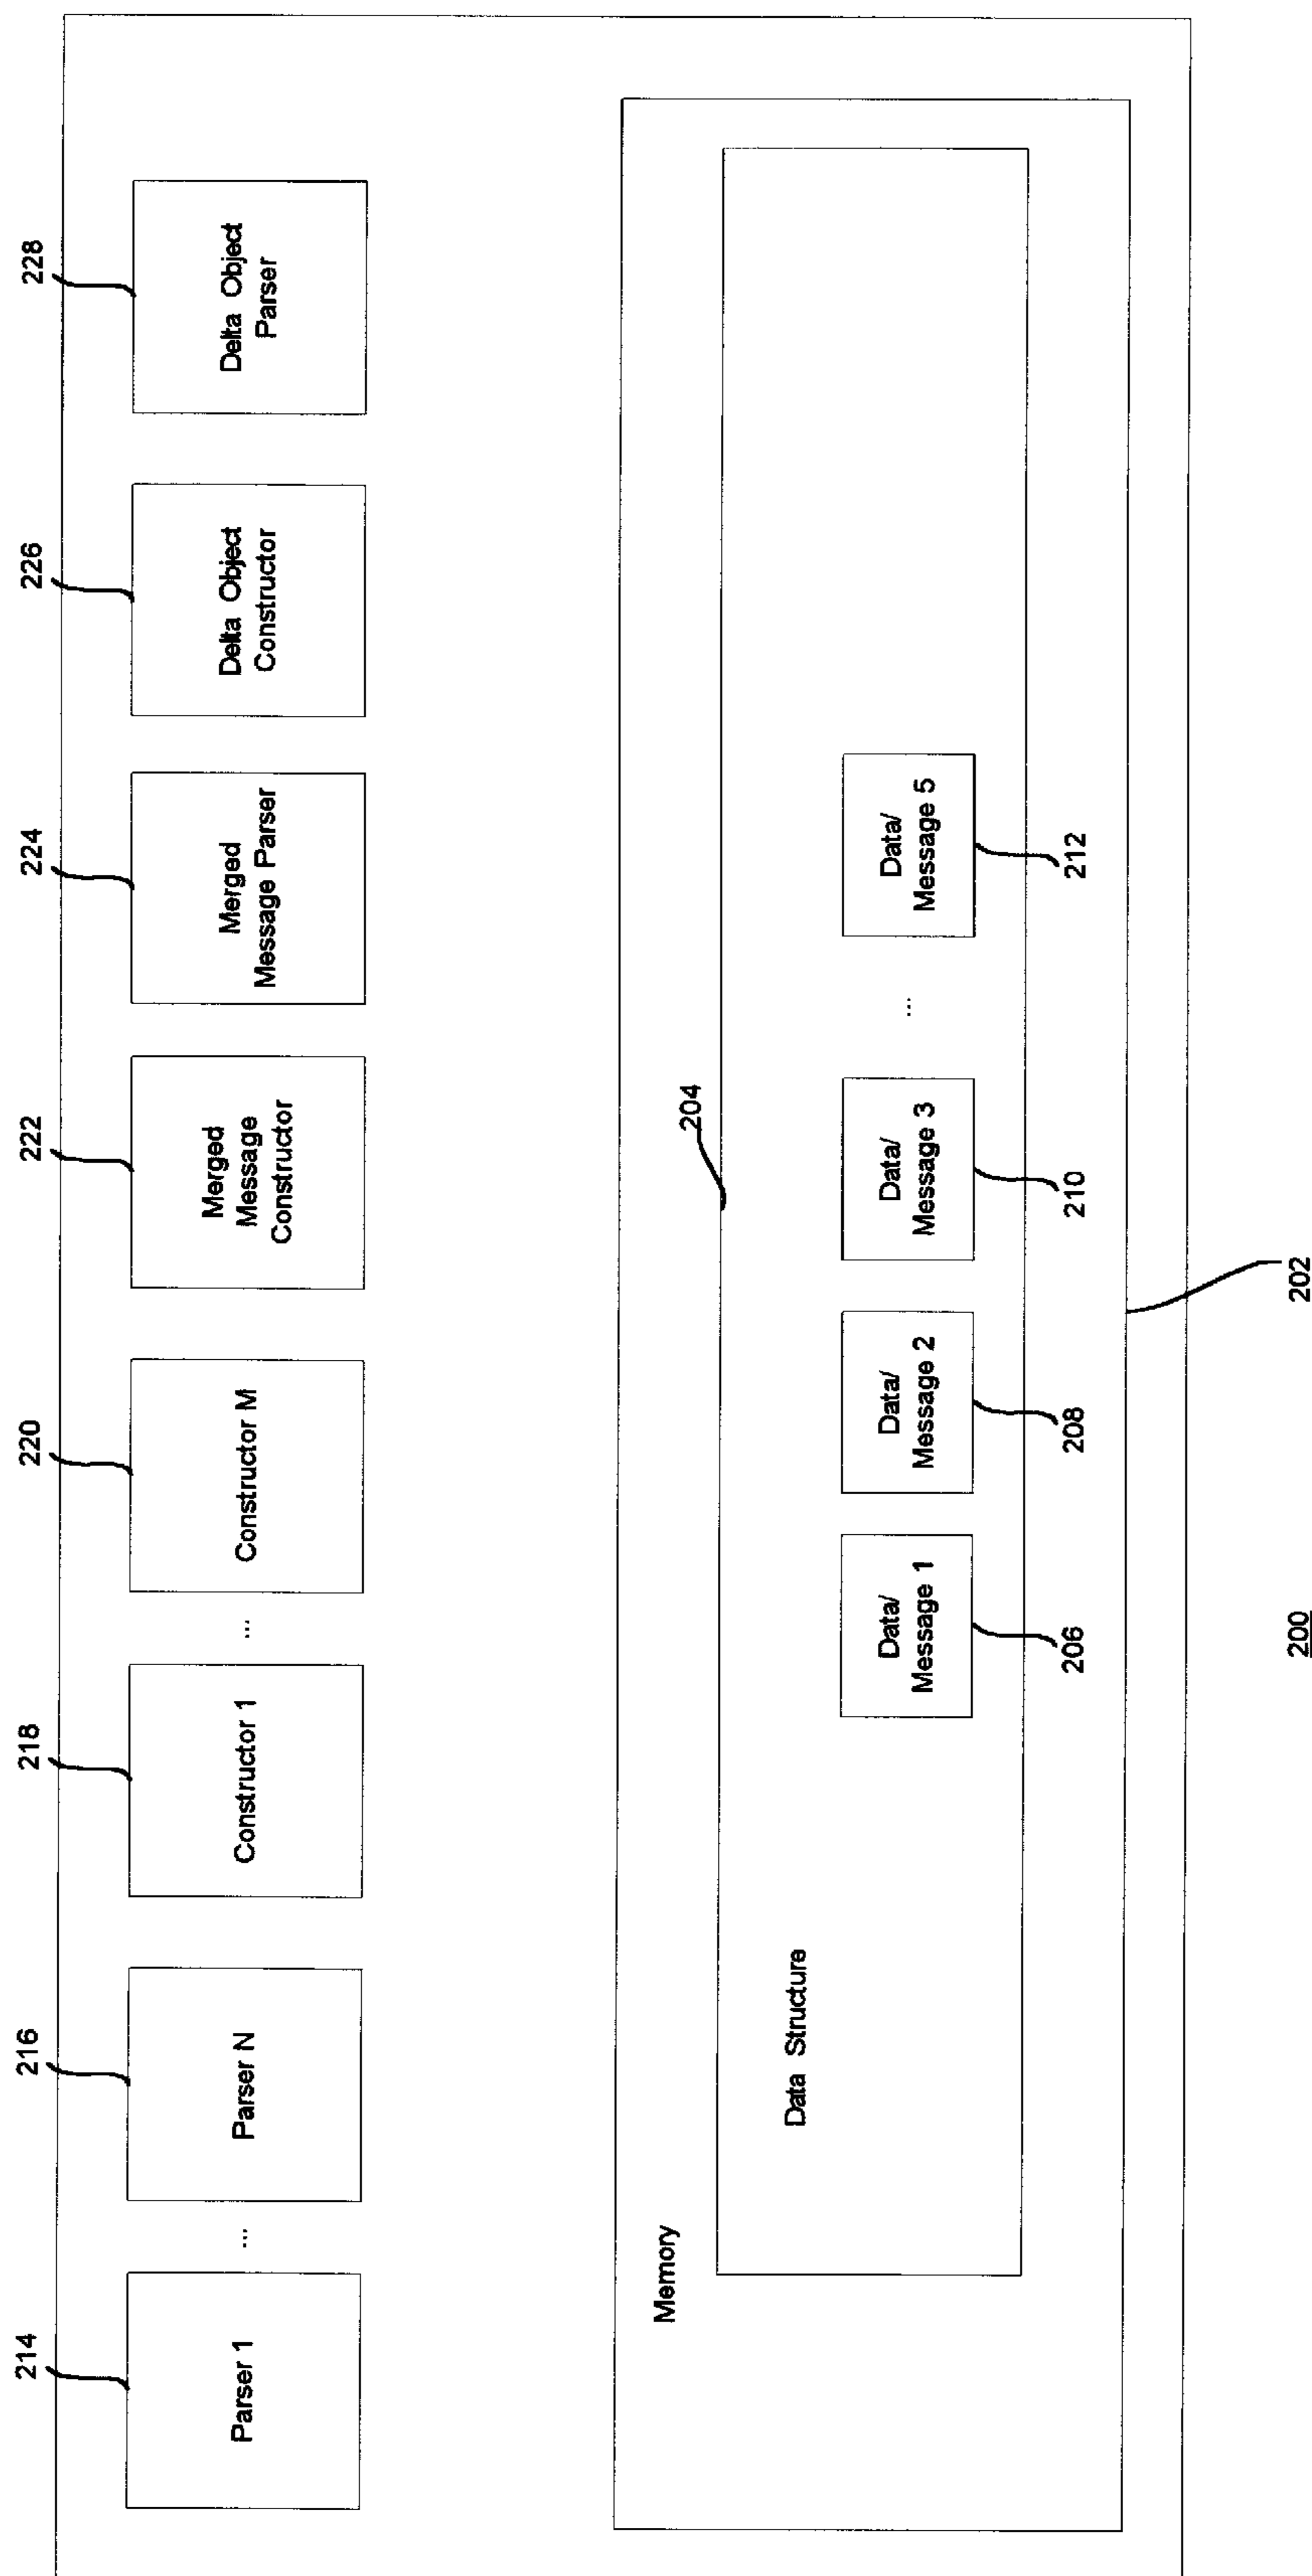 214
216
218
220
222
224
226
228
Parser 1
...
Parser N
Constructor 1
...
Constructor M
Merged
Message
Constructor
Merged
Message Parser
Delta Object
Constructor
Delta Object
Parser
Memory
204
Data Structure
Data/
Message 1
Data/
Message 2
Data/
Message 3
...
Data/
Message 5
206
208
210
212
202
200